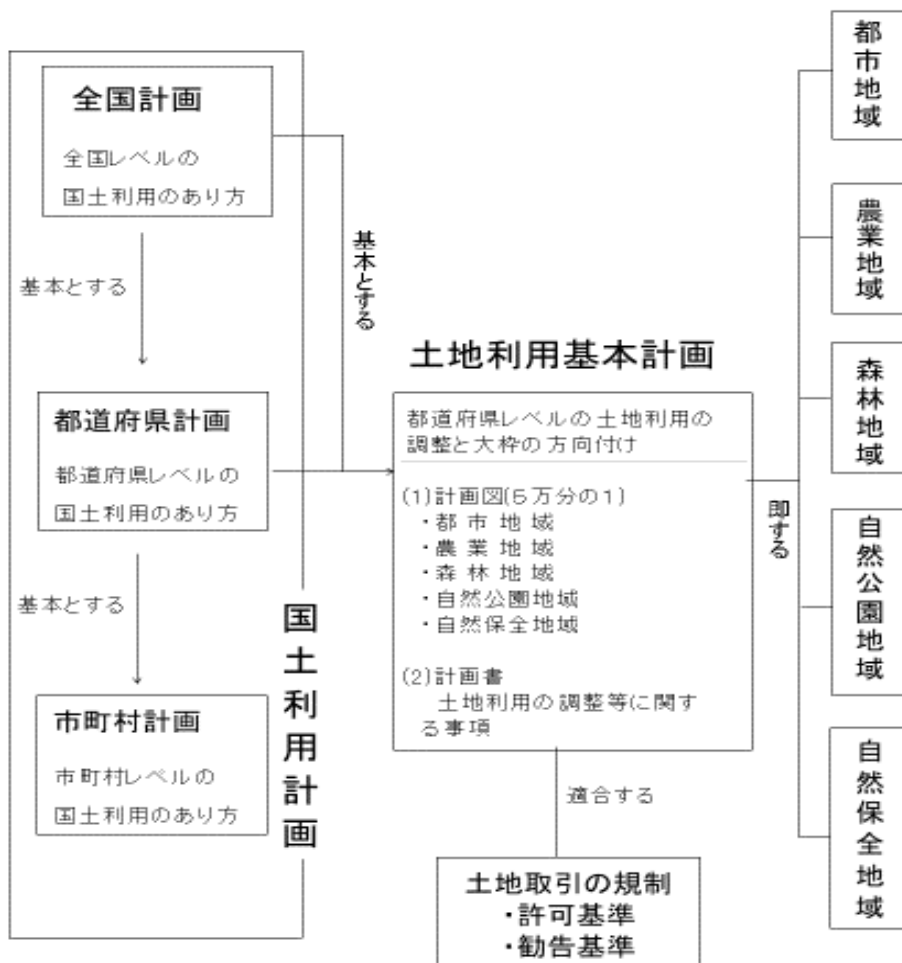 全国計画
全国レベルの
国土利用のあり方
基本とする
都道府県計画
都道府県レベルの
国土利用のあり方
基本とする
市町村計画
市町村レベルの
国土利用のあり方
国土利用計画
基本とする
土地利用基本計画
都道府県レベルの土地利用の
調整と大枠の方向付け
(1)計画図(5万分の1)
・都市地域
・農業地域
・森林地域
・自然公園地域
・自然保全地域
(2)計画書
土地利用の調整等に関す
る事項
適合する
土地取引の規制
・許可基準
・勧告基準
即する
都市地域
農業地域
森林地域
自然公園地域
自然保全地域